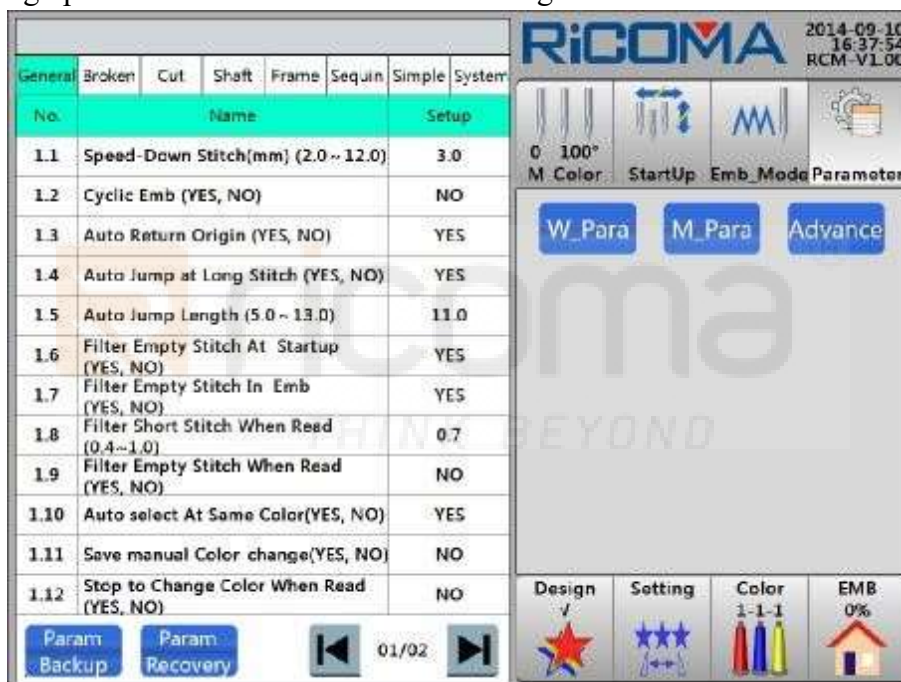 RiCOMA
2014-09-10
16:37:54
RCM-V1.00
General Broken Cut Shaft Frame Sequin Simple System
No. Name Setup
1.1 Speed-Down Stitch(mm) (2.0~12.0) 3.0
1.2 Cyclic Emb (YES, NO) NO
1.3 Auto Return Origin (YES, NO) YES
1.4 Auto Jump at Long Stitch (YES, NO) YES
1.5 Auto Jump Length (5.0~13.0) 11.0
1.6 Filter Empty Stitch At Startup
(YES, NO) YES
1.7 Filter Empty Stitch In Emb
(YES, NO) YES
1.8 Filter Short Stitch When Read
(0.4~1.0) 0.7
1.9 Filter Empty Stitch When Read
(YES, NO) NO
1.10 Auto select At Same Color(YES, NO) YES
1.11 Save manual Color change(YES, NO) NO
1.12 Stop to Change Color When Read
(YES, NO) NO
Param
Backup
Param
Recovery
01/02
0 100°
M Color StartUp Emb_Mode Parameter
W_Para M_Para Advance
ricoma
THINK BEYOND
Design Setting Color EMB
√ 1-1-1 0%